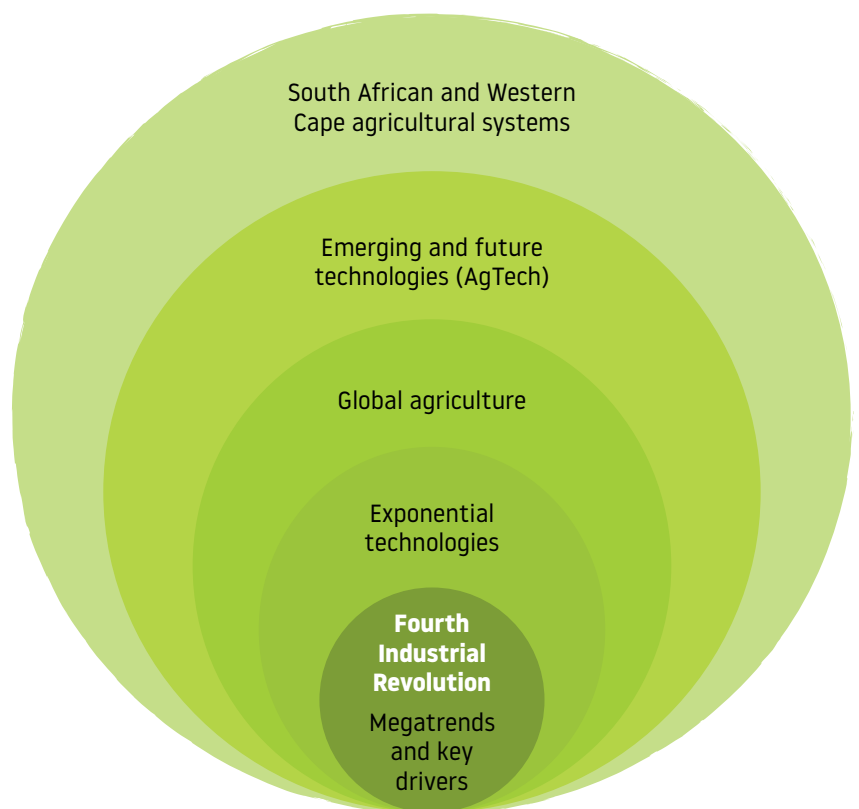 South African and Western
Cape agricultural systems
Emerging and future
technologies (AgTech)
Global agriculture
Exponential
technologies
Fourth
Industrial
Revolution
Megatrends
and key
drivers